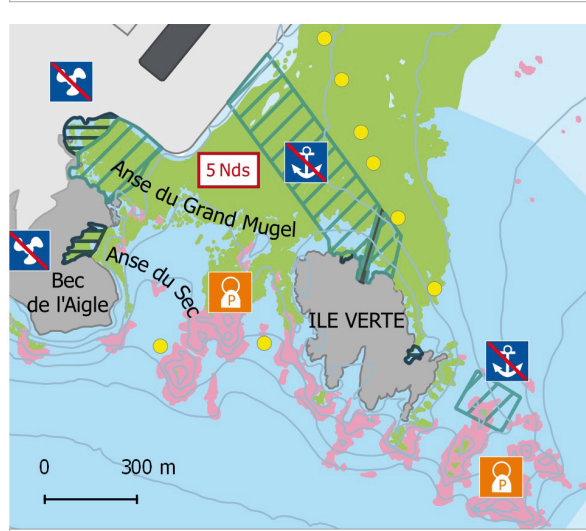 5 Nds
Anse du Grand Mugel
Anse du Sec
Bec
de l'Aigle
P
ILE VERTE
P
0 300 m